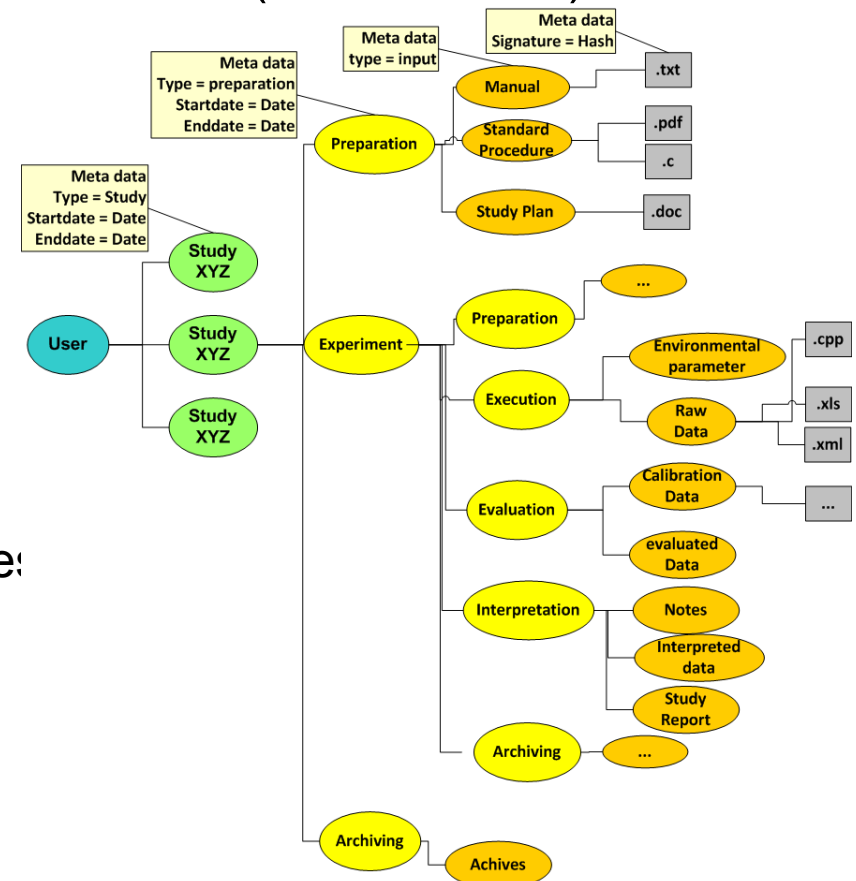 Meta data
Signature = Hash
Meta data
type = input
Meta data
Type = preparation
Startdate = Date
Enddate = Date
Manual
.txt
Standard
Procedure
.pdf
.c
Preparation
Study Plan
.doc
Meta data
Type = Study
Startdate = Date
Enddate = Date
Study
XYZ
User
Study
XYZ
Study
XYZ
Experiment
Preparation
...
Execution
Environmental
parameter
Raw
Data
.cpp
.xls
.xml
Evaluation
Calibration
Data
...
evaluated
Data
Interpretation
Notes
Interpreted
data
Study
Report
Archiving
...
Archiving
Achives